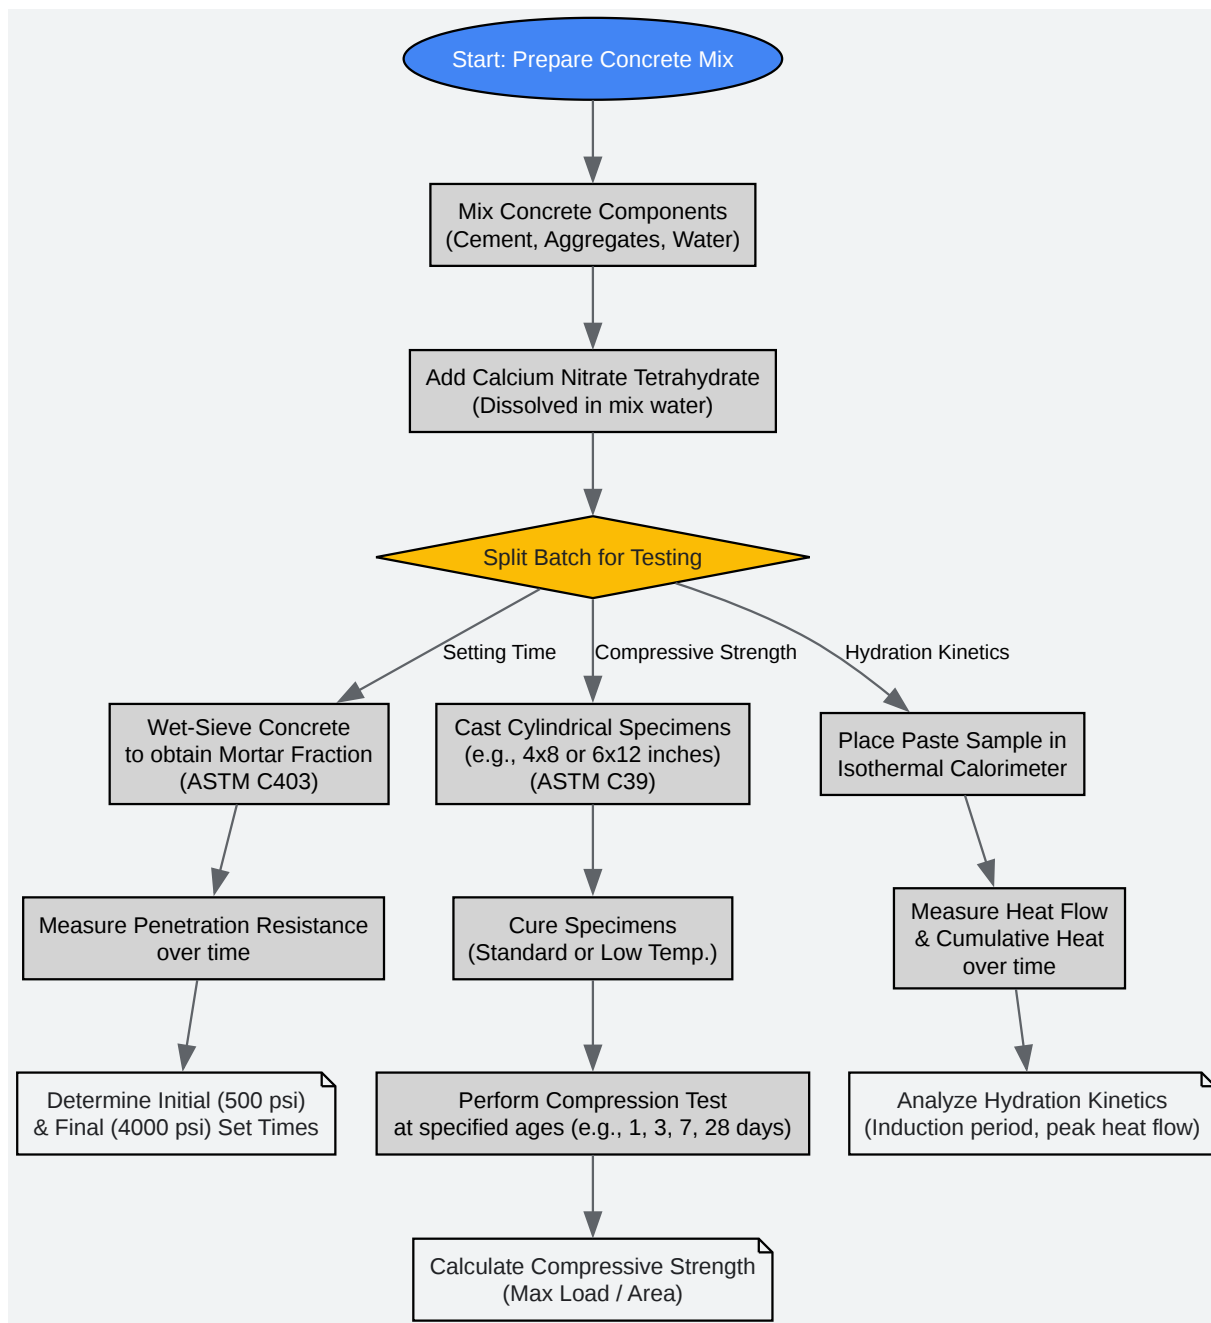 Start: Prepare Concrete Mix
Mix Concrete Components
(Cement, Aggregates, Water)
Add Calcium Nitrate Tetrahydrate
(Dissolved in mix water)
Split Batch for Testing
Setting Time
Compressive Strength
Hydration Kinetics
Wet-Sieve Concrete
to obtain Mortar Fraction
(ASTM C403)
Cast Cylindrical Specimens
(e.g., 4x8 or 6x12 inches)
(ASTM C39)
Place Paste Sample in
Isothermal Calorimeter
Measure Penetration Resistance
over time
Cure Specimens
(Standard or Low Temp.)
Measure Heat Flow
& Cumulative Heat
over time
Determine Initial (500 psi)
& Final (4000 psi) Set Times
Perform Compression Test
at specified ages (e.g., 1, 3, 7, 28 days)
Analyze Hydration Kinetics
(Induction period, peak heat flow)
Calculate Compressive Strength
(Max Load / Area)